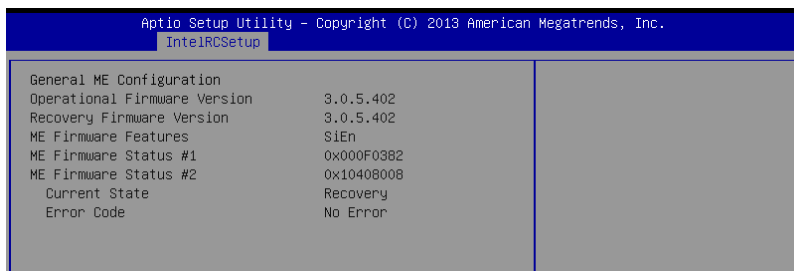 Aptio Setup Utility – Copyright (C) 2013 American Megatrends, Inc.
IntelRCSetup
General ME Configuration
Operational Firmware Version 3.0.5.402
Recovery Firmware Version 3.0.5.402
ME Firmware Features SiEn
ME Firmware Status #1 0x000F0382
ME Firmware Status #2 0x10408008
Current State Recovery
Error Code No Error